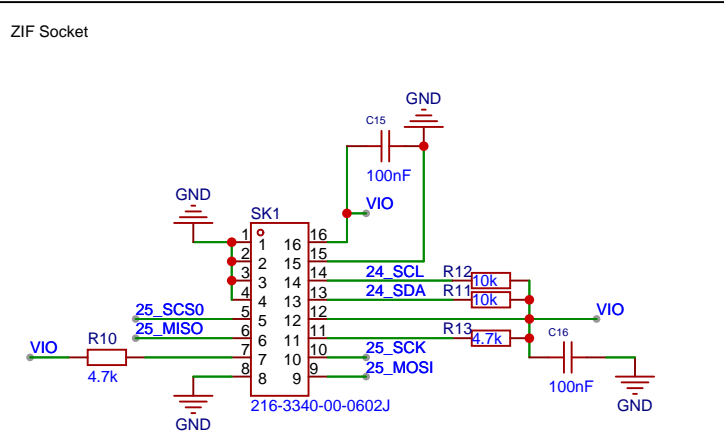 ZIF Socket
GND
C15
100nF
VIO
GND
SK1
1 1 16 16
2 2 15 15
3 3 14 14 24_SCL R12 10k
4 4 13 13 24_SDA R11 10k
25_SCS0 5 5 12 12 VIO
25_MISO 6 6 11 11 R13 4.7k C16
VIO R10 7 7 10 10 25_SCK
4.7k 8 8 9 9 25_MOSI 100nF
216-3340-00-0602J
GND
GND